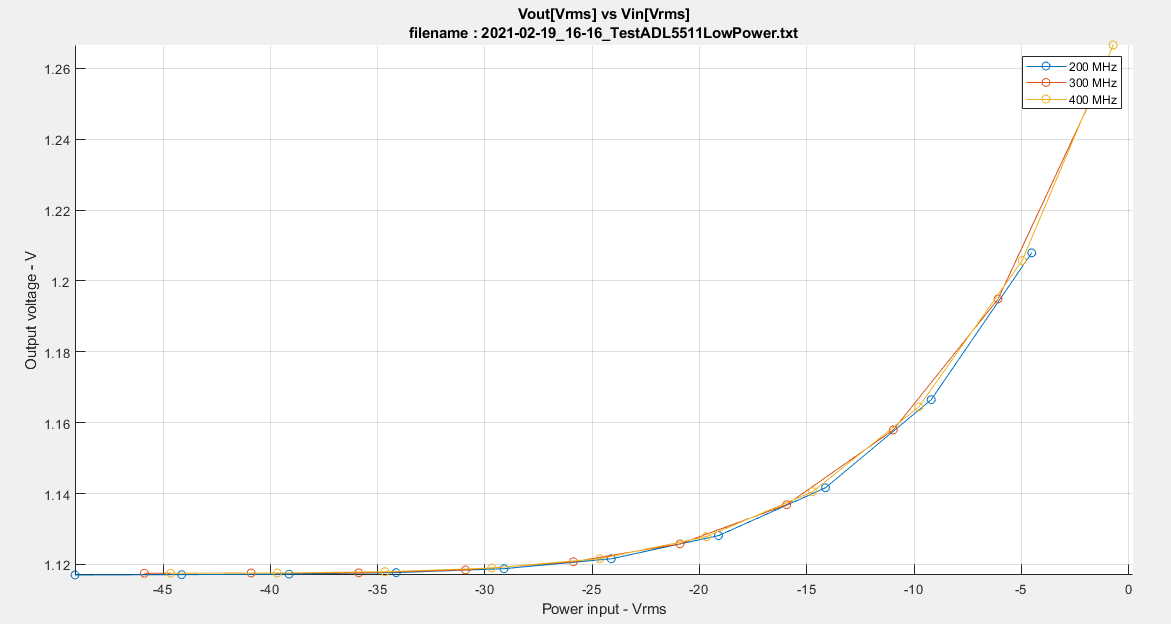 Vout[Vrms] vs Vin[Vrms]
filename : 2021-02-19_16-16_TestADL5511LowPower.txt
200 MHz
300 MHz
400 MHz
Output voltage - V
1.26
1.24
1.22
1.2
1.18
1.16
1.14
1.12
-45
-40
-35
-30
-25
-20
-15
-10
-5
0
Power input - Vrms